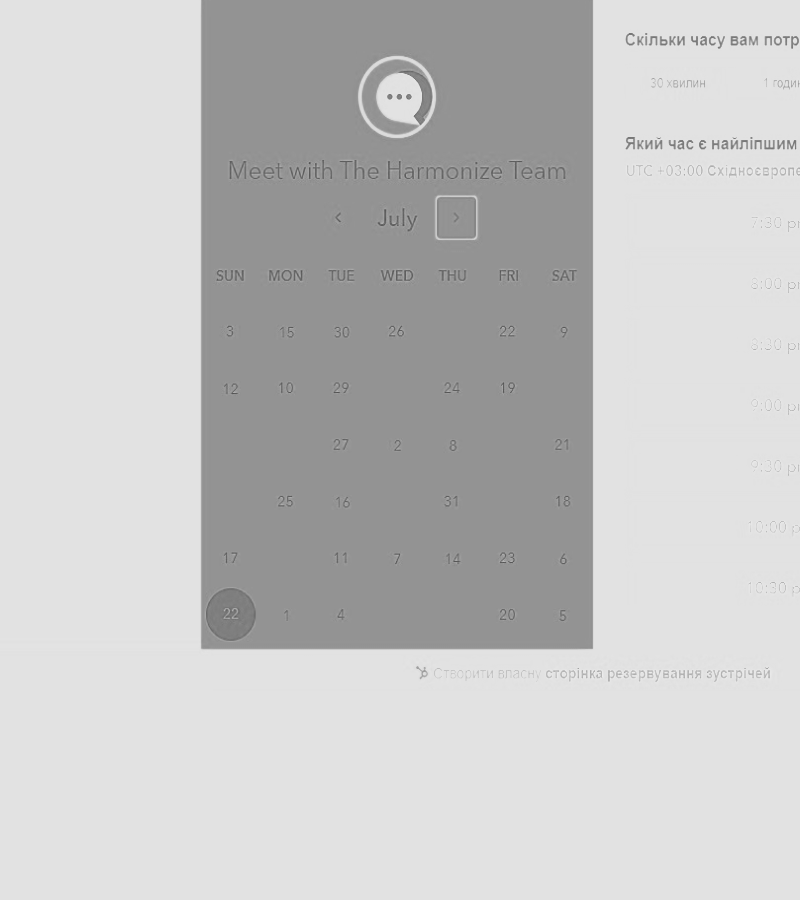 Meet with The Harmonize Team
July
SUN MON TUE WED THU FRI SAT
3 15 30 26 22 9
12 10 29 24 19
27 2 8 21
25 16 31 18
17 11 7 14 23 6
22 1 4 20 5
Скільки часу вам
30 хвилин 1
Який час є найліпшим
UTC +03:00
7:30
8:00
8:30
9:00
9:30
10:00
10:30
Створити власну сторінка резервування зустрічей